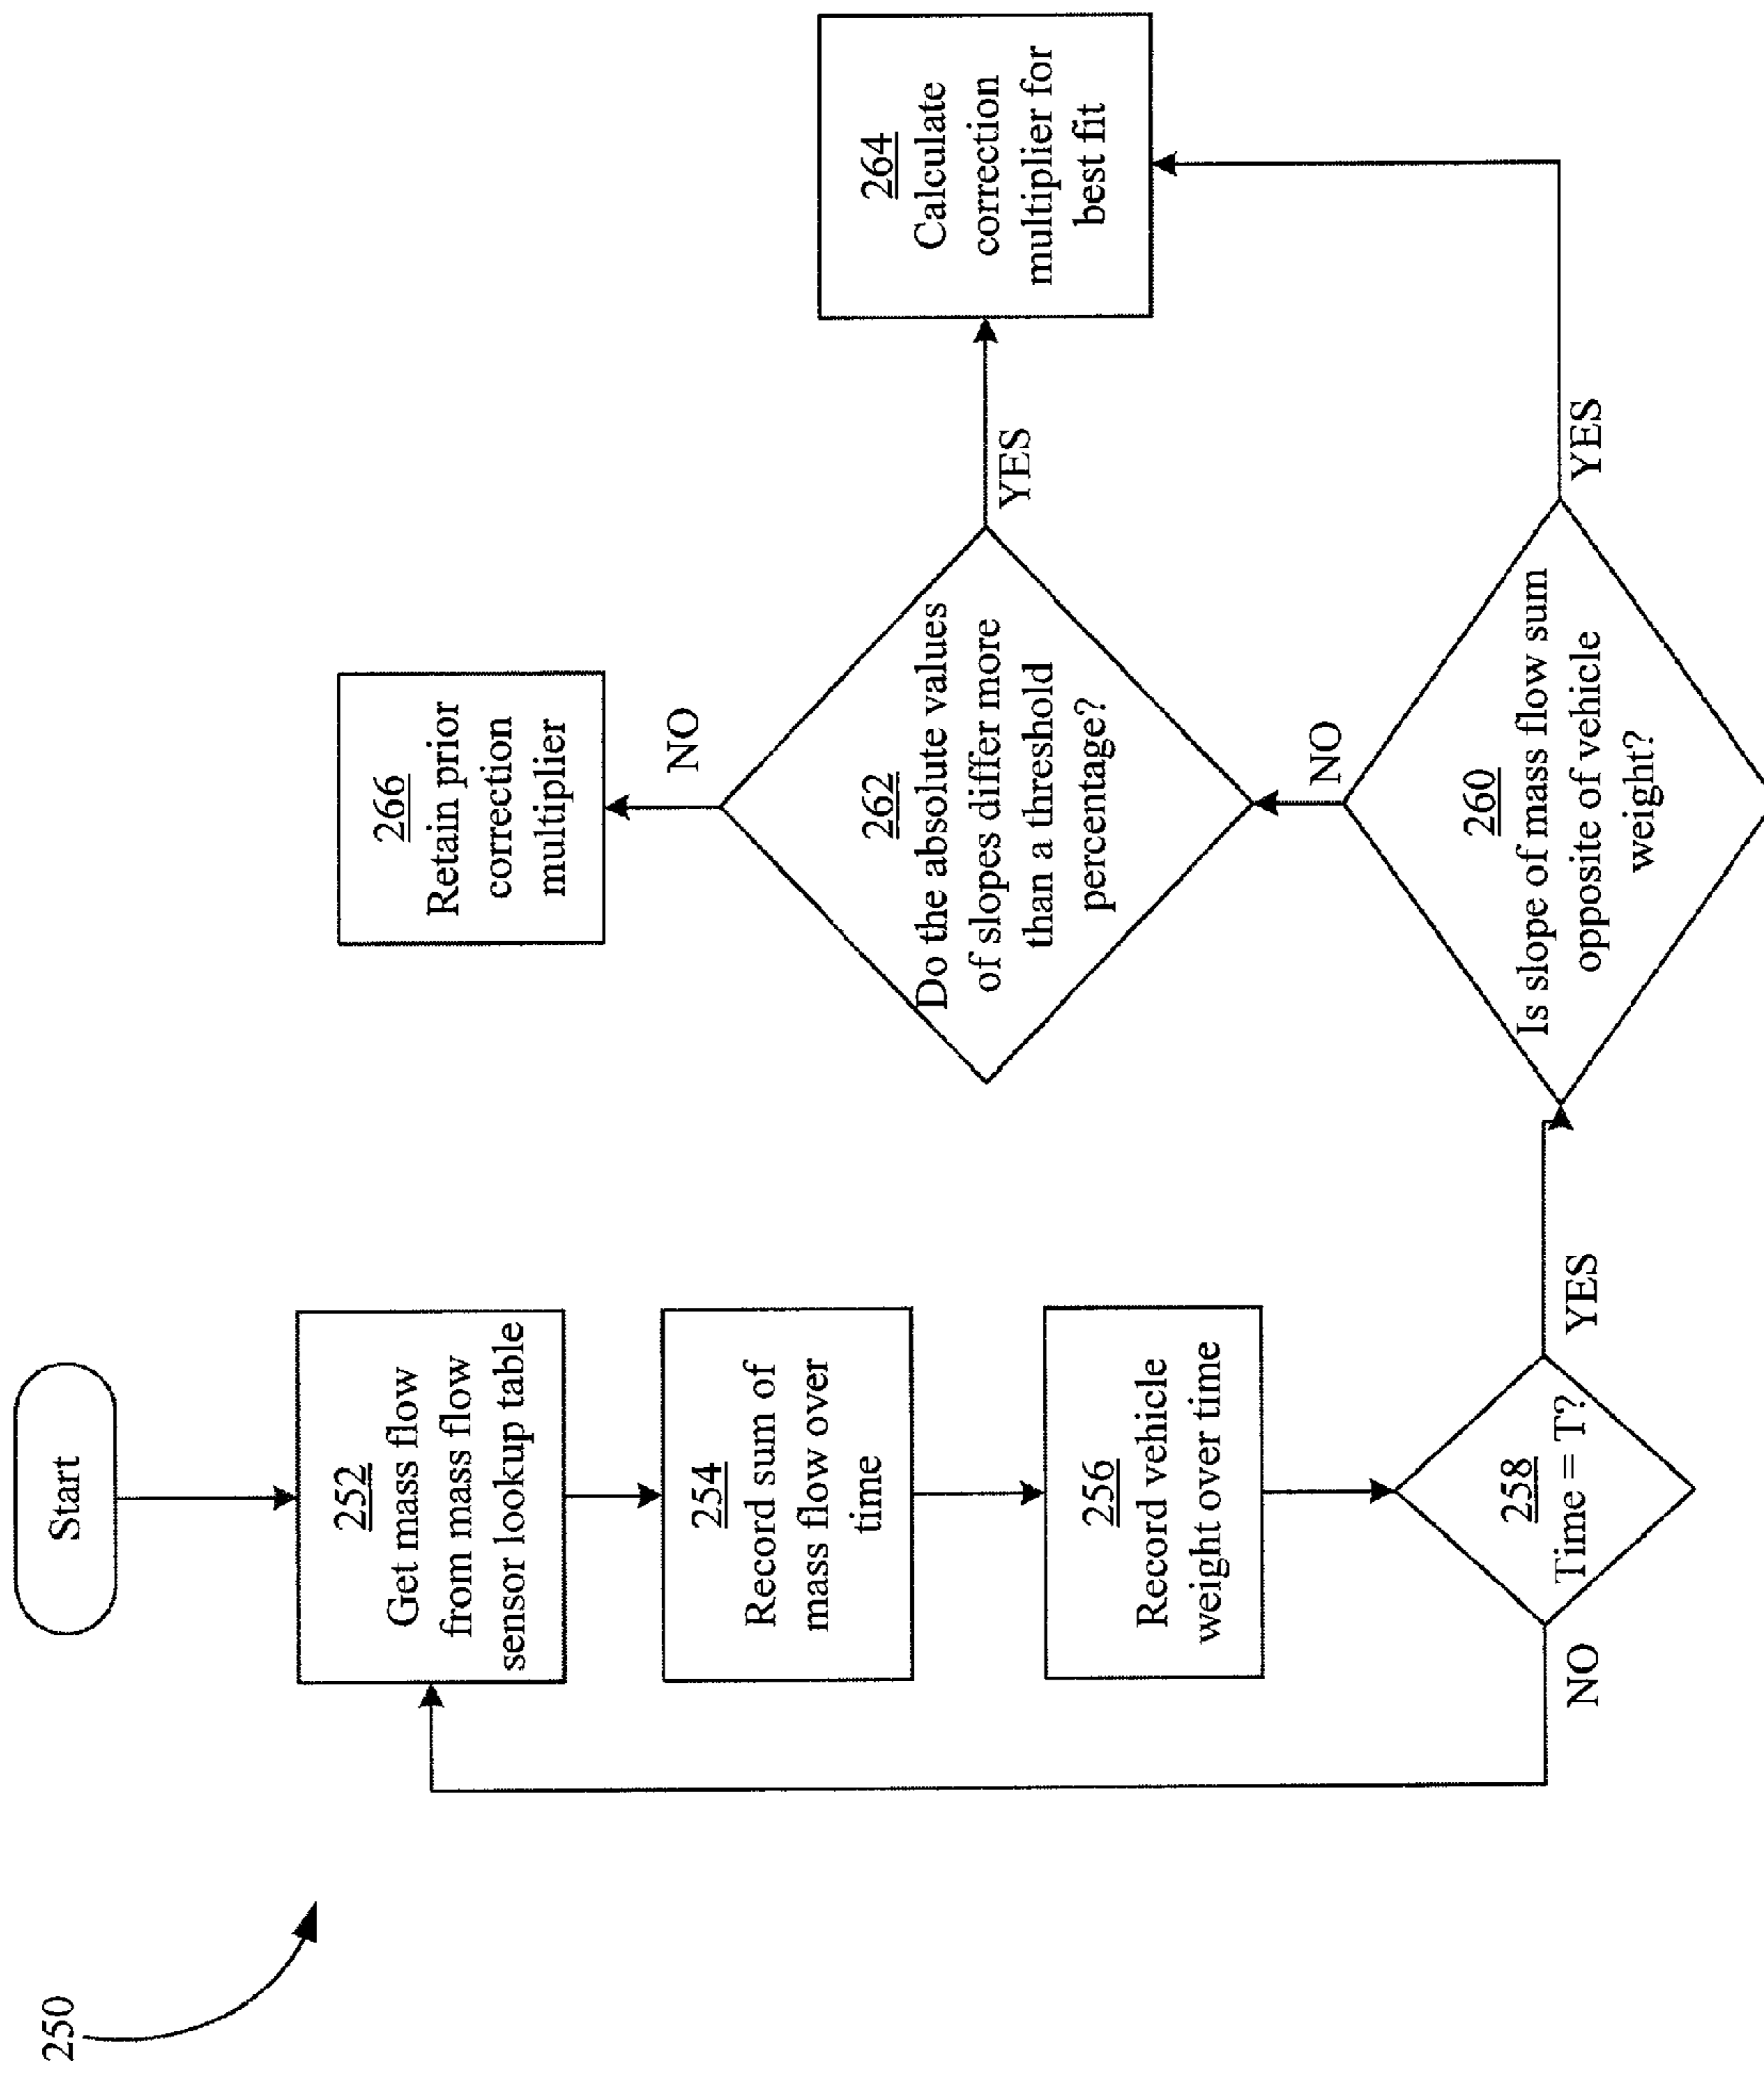 250
Start
252
Get mass flow
from mass flow
sensor lookup table
254
Record sum of
mass flow over
time
256
Record vehicle
weight over time
258
Time = T?
NO
YES
260
Is slope of mass flow sum
opposite of vehicle
weight?
NO
YES
262
Do the absolute values
of slopes differ more
than a threshold
percentage?
NO
YES
266
Retain prior
correction
multiplier
264
Calculate
correction
multiplier for
best fit